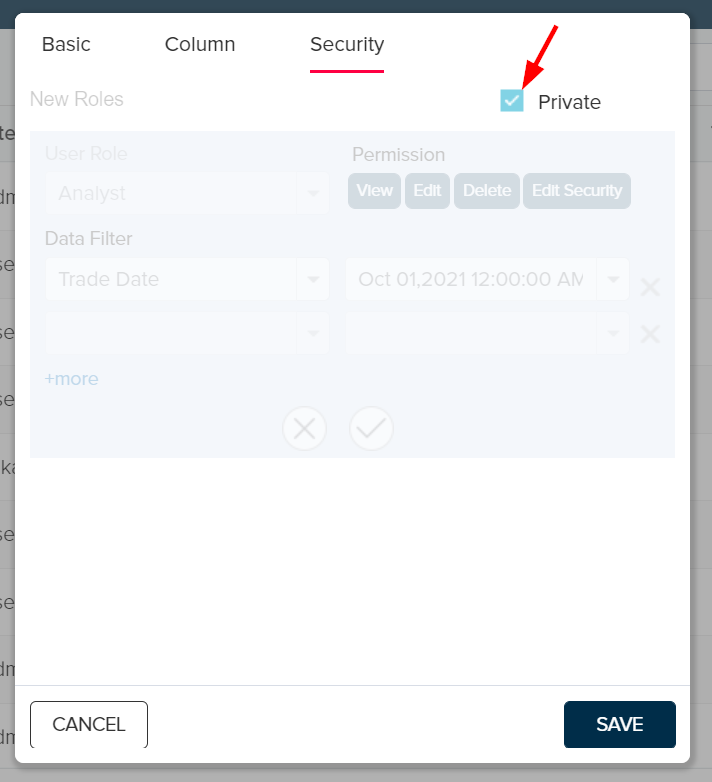 Basic Column Security
New Roles Private
User Role Permission
Analyst View Edit Delete Edit Security
Data Filter
Trade Date Oct 01,2021 12:00:00 AM
+more
CANCEL SAVE